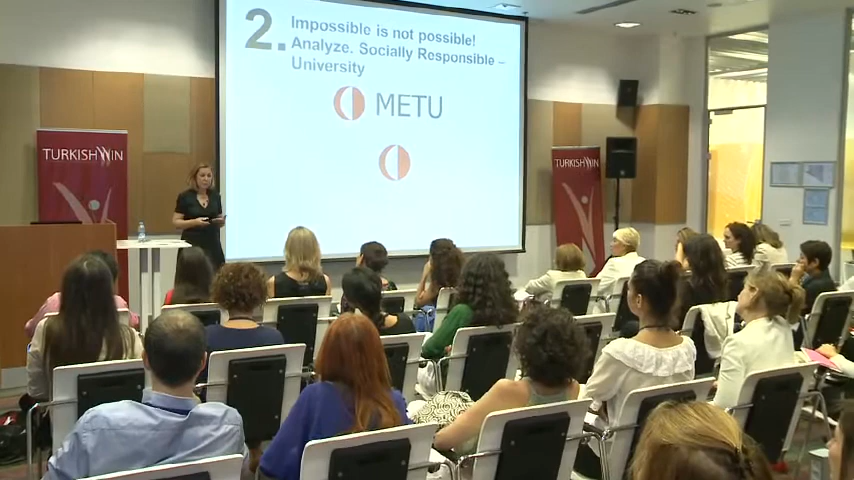 2. Impossible is not possible!
Analyze. Socially Responsible –
University
METU
TURKISHWIN
TURKISHWIN